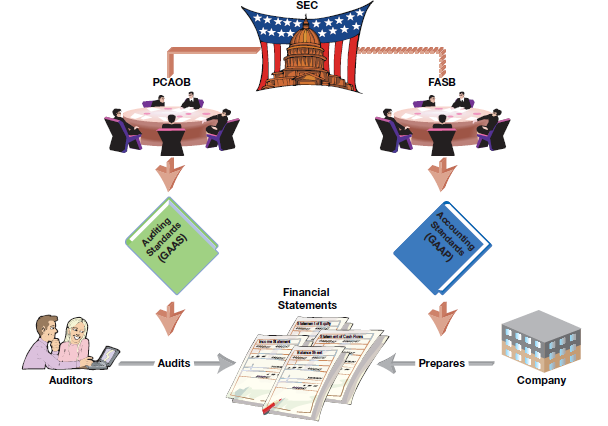 SEC
PCAOB
FASB
Auditing
Standards
(GAAS)
Accounting
Standards
(GAAP)
Financial
Statements
Statement of Equity
Income Statement
Statement of Cash Flows
Balance Sheet
Auditors
Audits
Prepares
Company